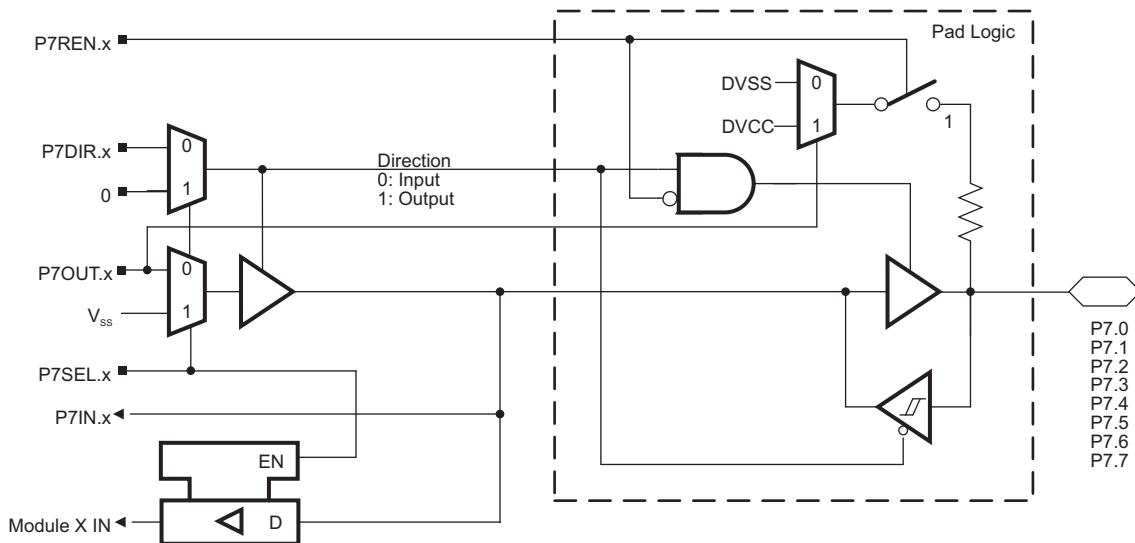 Pad Logic
P7REN.x
DVSS
0
DVCC
1
1
P7DIR.x
0
0
1
Direction
0: Input
1: Output
P7OUT.x
0
VSS
1
P7SEL.x
P7IN.x
EN
D
Module X IN
P7.0
P7.1
P7.2
P7.3
P7.4
P7.5
P7.6
P7.7